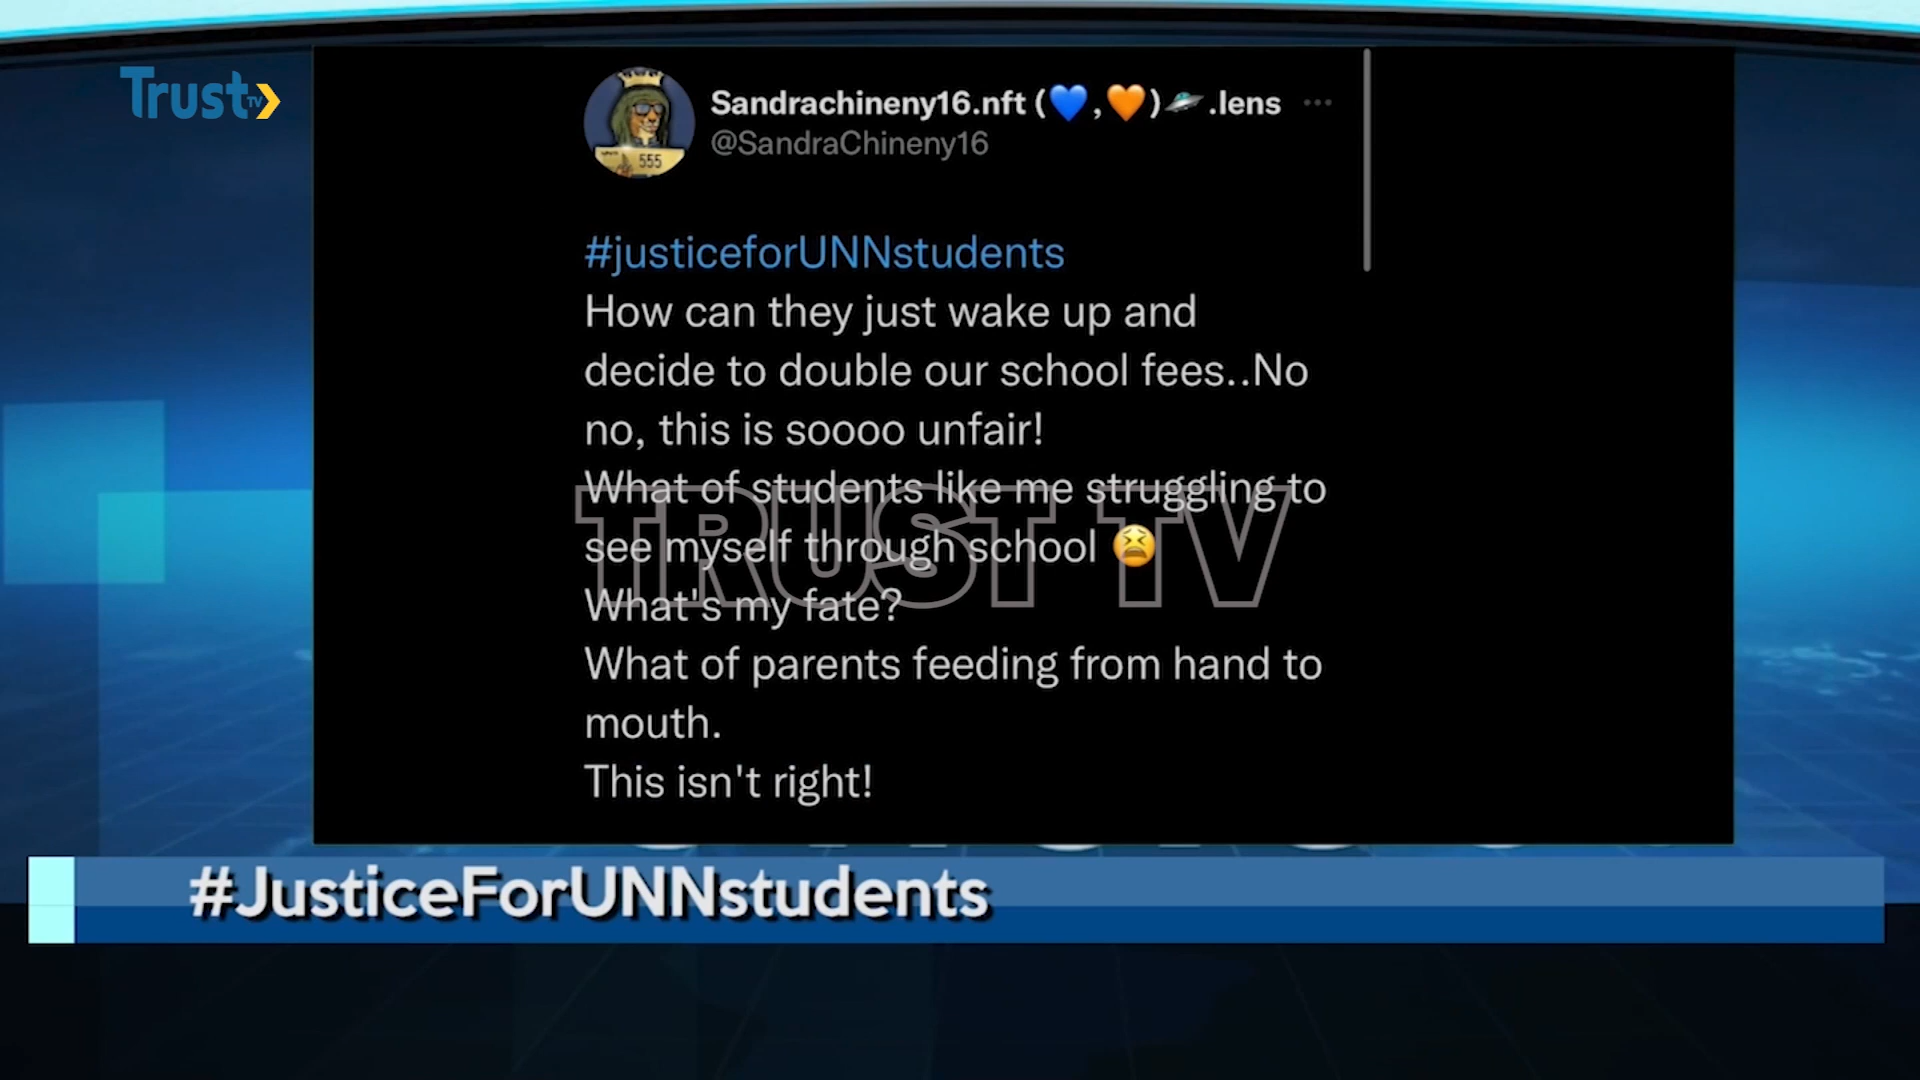 Trust TV
Sandrachineny16.nft (💙,🧡)🛸.lens ···
@SandraChineny16
555
#justiceforUNNstudents
How can they just wake up and
decide to double our school fees..No
no, this is soooo unfair!
What of students like me struggling to
see myself through school 😫
What's my fate?
What of parents feeding from hand to
mouth.
This isn't right!
TRUST TV
#JusticeForUNNstudents